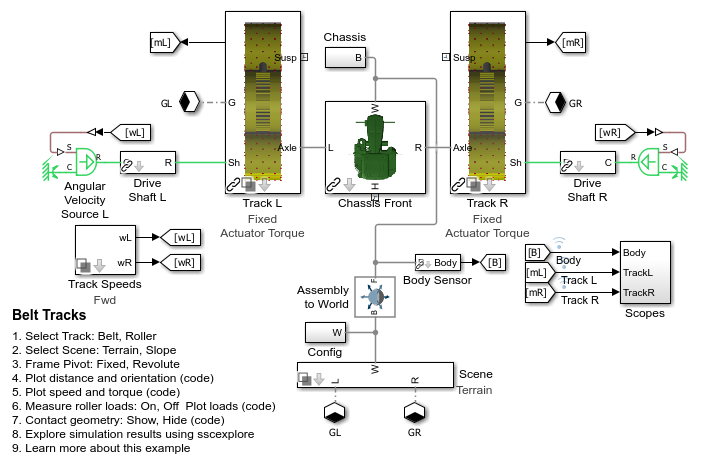 [mL]
Chassis
B
[mR]
Susp
Susp
GL
G
G
GR
W
[wL]
[wR]
Axle
L
R
Axle
S
C
R
R
Sh
Sh
C
R
S
C
H
Angular
Velocity
Source L
Drive
Shaft L
Track L
Fixed
Actuator Torque
Chassis Front
Track R
Fixed
Actuator Torque
Drive
Shaft R
wL
[wL]
wR
[wR]
Track Speeds
Fwd
Body
[B]
Body Sensor
F
B
Assembly
to World
[B]
Body
Body
[mL]
Track L
TrackL
[mR]
Track R
TrackR
Scopes
W
Config
W
L
R
Scene
Terrain
GL
GR
Belt Tracks
1. Select Track: Belt, Roller
2. Select Scene: Terrain, Slope
3. Frame Pivot: Fixed, Revolute
4. Plot distance and orientation (code)
5. Plot speed and torque (code)
6. Measure roller loads: On, Off  Plot loads (code)
7. Contact geometry: Show, Hide (code)
8. Explore simulation results using sscexplore
9. Learn more about this example